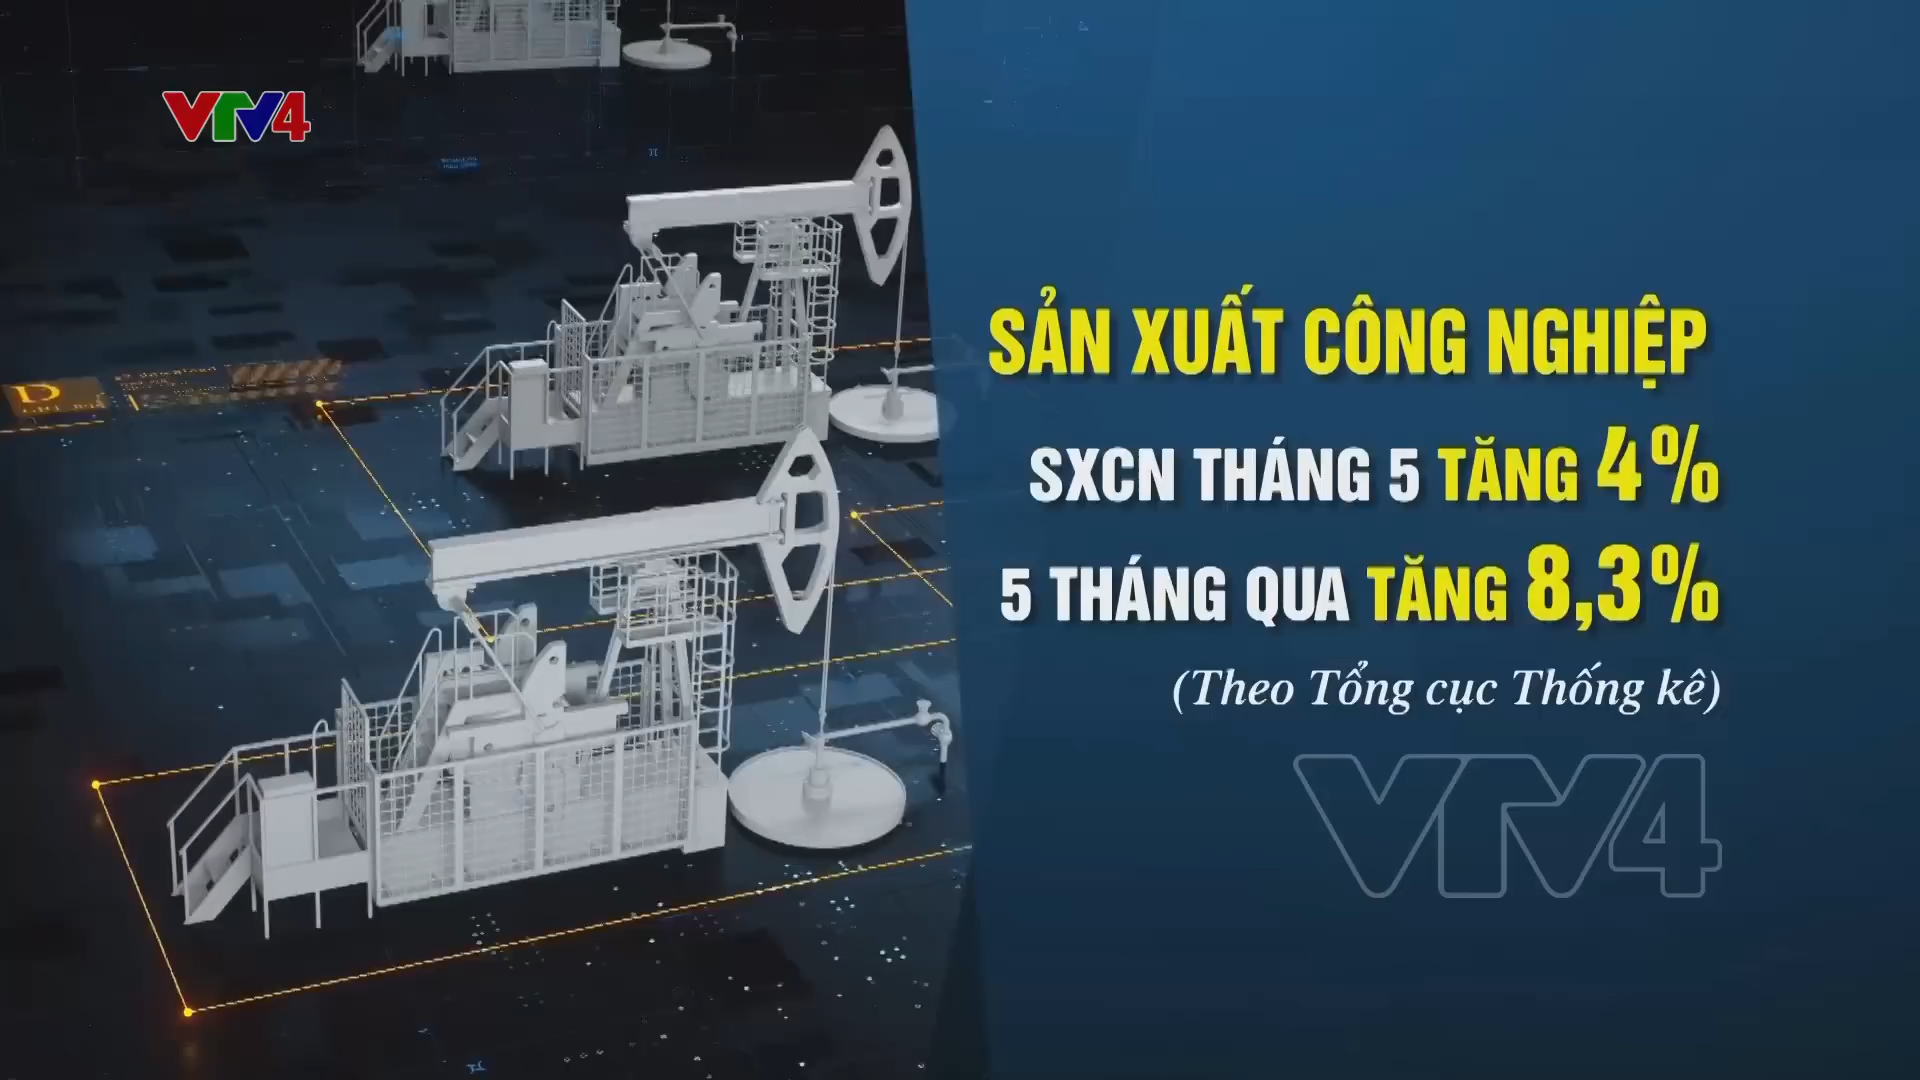 VTV4
SẢN XUẤT CÔNG NGHIỆP
SXCN THÁNG 5 TĂNG 4%
5 THÁNG QUA TĂNG 8,3%
(Theo Tổng cục Thống kê)
VTV4
D